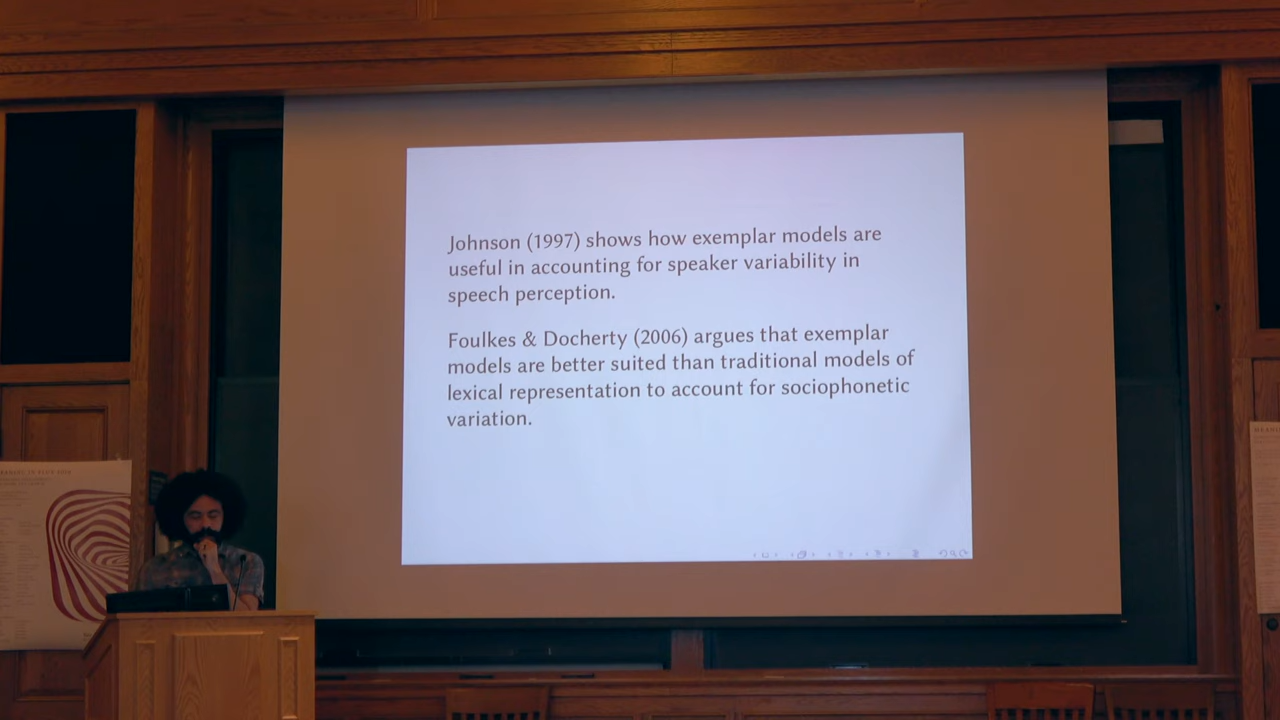 Johnson (1997) shows how exemplar models are
useful in accounting for speaker variability in
speech perception.
Foulkes & Docherty (2006) argues that exemplar
models are better suited than traditional models of
lexical representation to account for sociophonetic
variation.